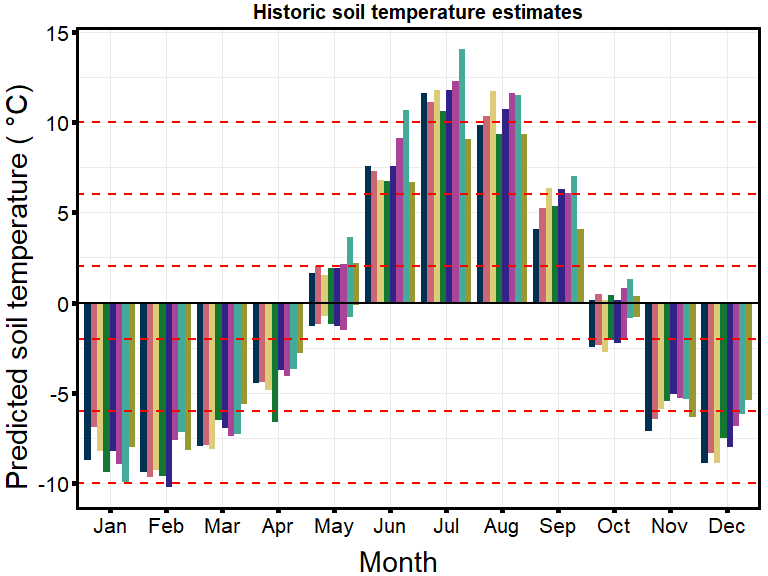 Historic soil temperature estimates
Predicted soil temperature ( °C)
15
10
5
0
-5
-10
Jan Feb Mar Apr May Jun Jul Aug Sep Oct Nov Dec
Month